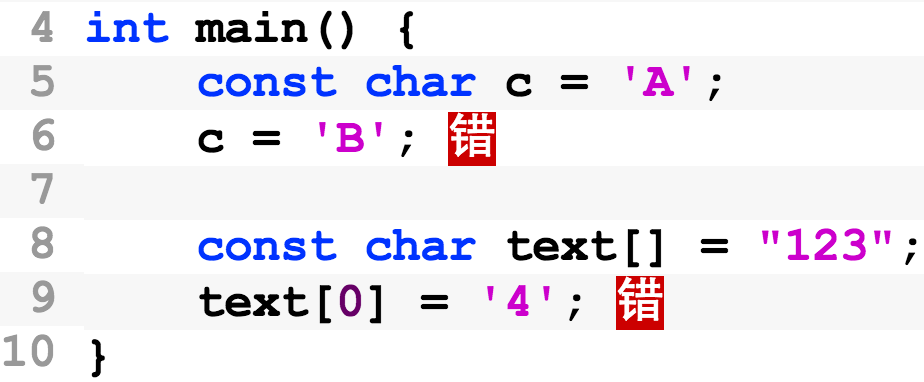 4 int main() {
5 const char c = 'A';
6 c = 'B'; 错
7
8 const char text[] = "123";
9 text[0] = '4'; 错
10 }